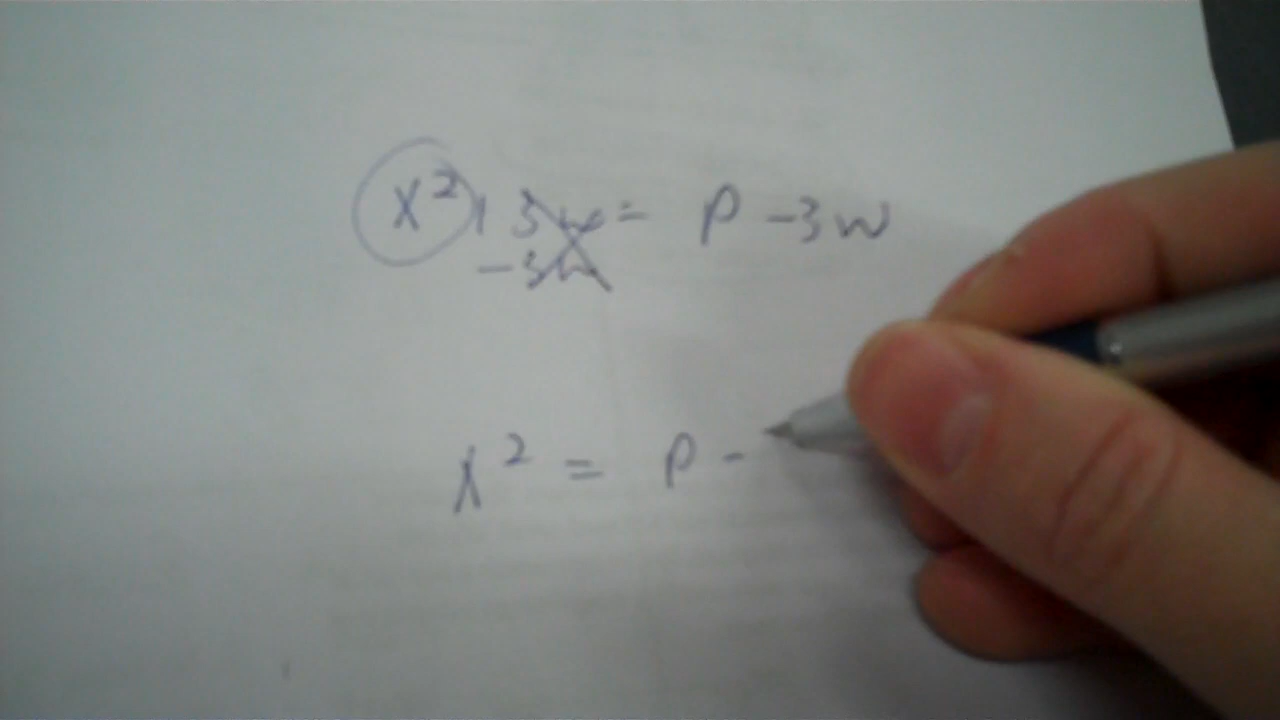 x² + 3w = p - 3w
- 3w
x² = p -